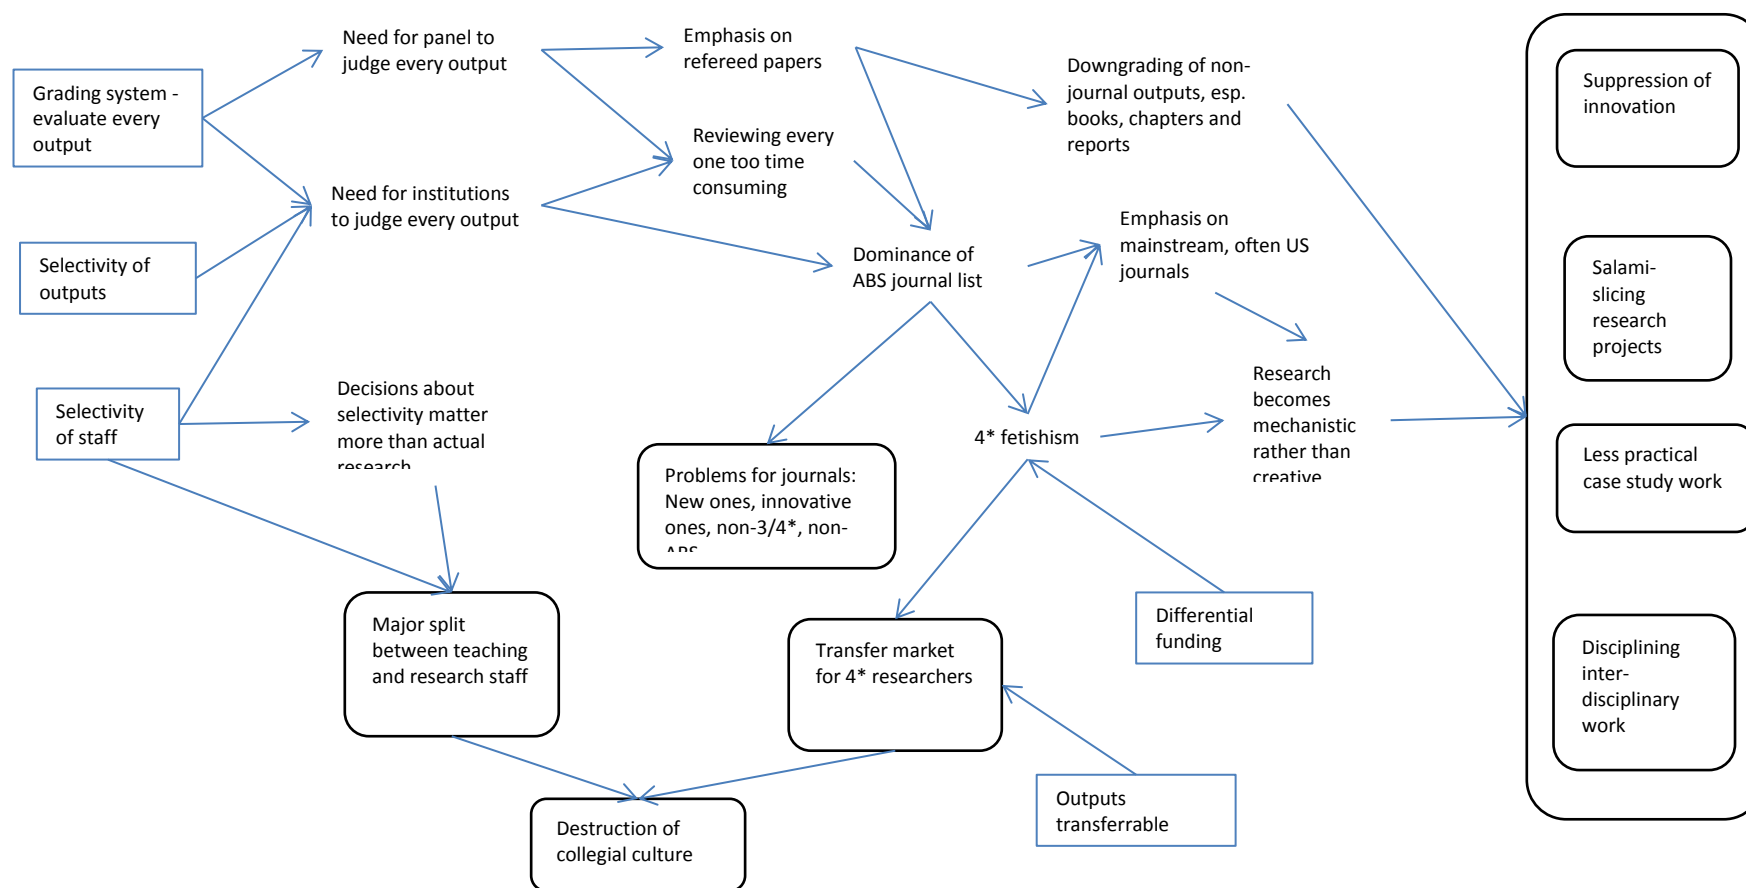 Need for panel to
judge every output
Emphasis on
refereed papers
Grading system -
evaluate every
output
Downgrading of non-
journal outputs, esp.
books, chapters and
reports
Suppression of
innovation
Reviewing every
one too time
consuming
Need for institutions
to judge every output
Selectivity of
outputs
Dominance of
ABS journal list
Emphasis on
mainstream, often US
journals
Salami-
slicing
research
projects
Selectivity
of staff
Decisions about
selectivity matter
more than actual
research
4* fetishism
Research
becomes
mechanistic
rather than
creative
Less practical
case study work
Problems for journals:
New ones, innovative
ones, non-3/4*, non-
ABS
Major split
between teaching
and research staff
Transfer market
for 4* researchers
Differential
funding
Disciplining
inter-
disciplinary
work
Outputs
transferrable
Destruction of
collegial culture